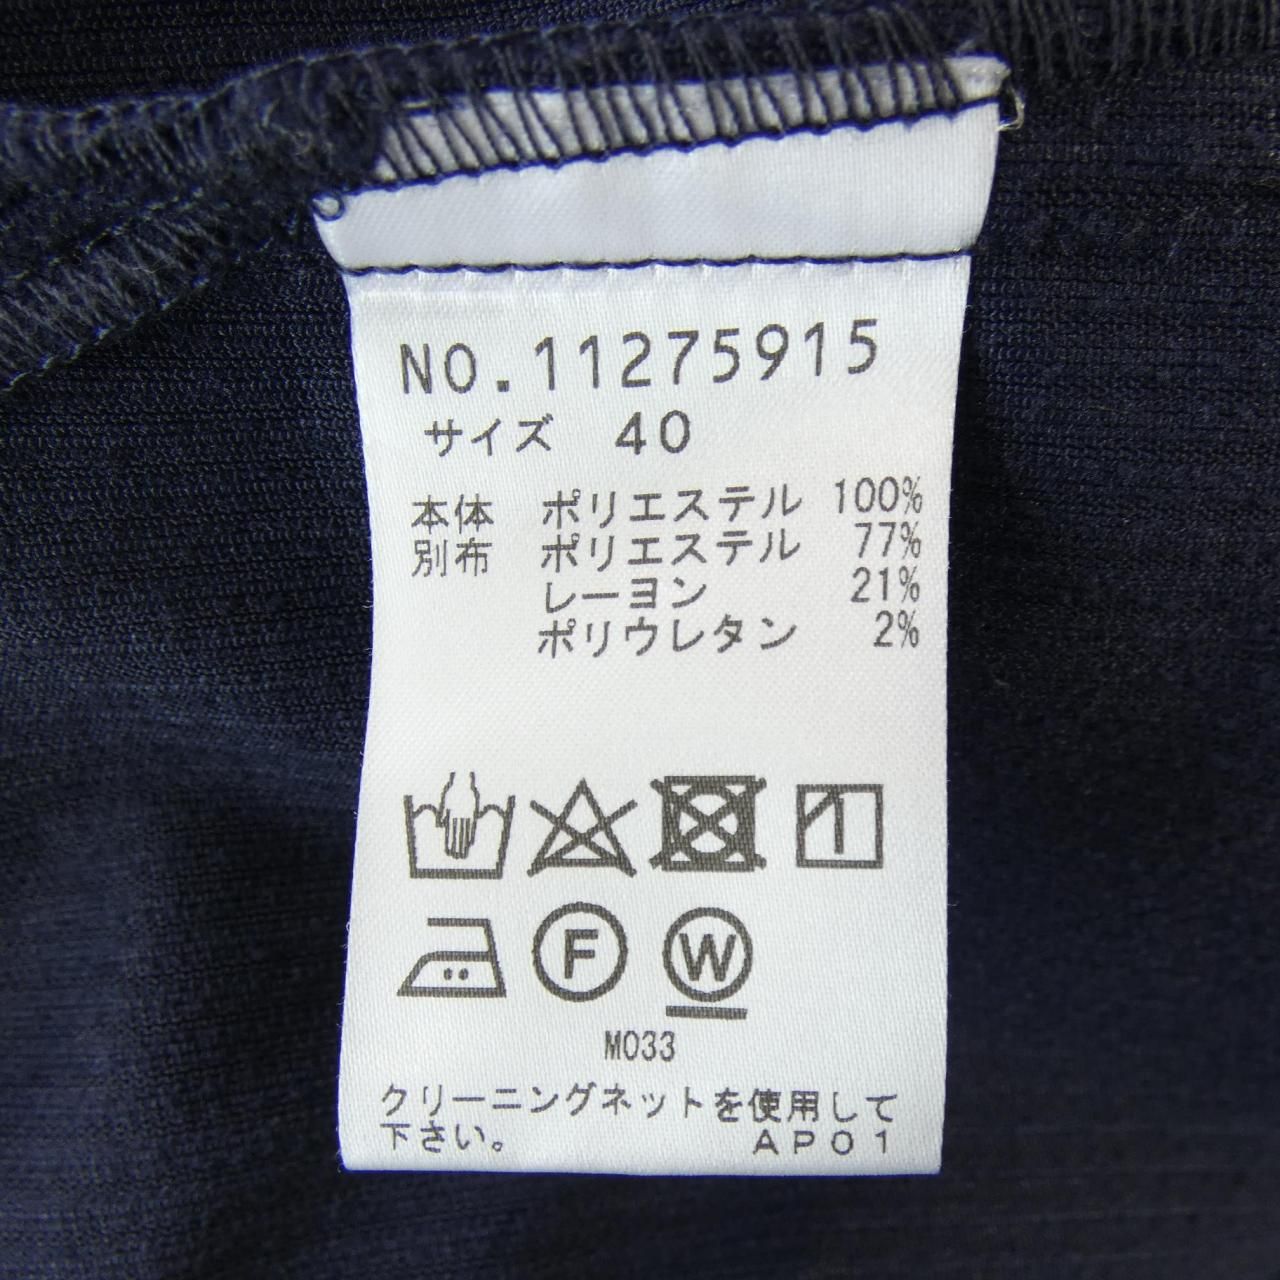 NO.11275915
サイズ 40
本体 ポリエステル 100%
別布 ポリエステル 77%
レーヨン 21%
ポリウレタン 2%
F W
M033
クリーニングネットを使用して
下さい。 AP01